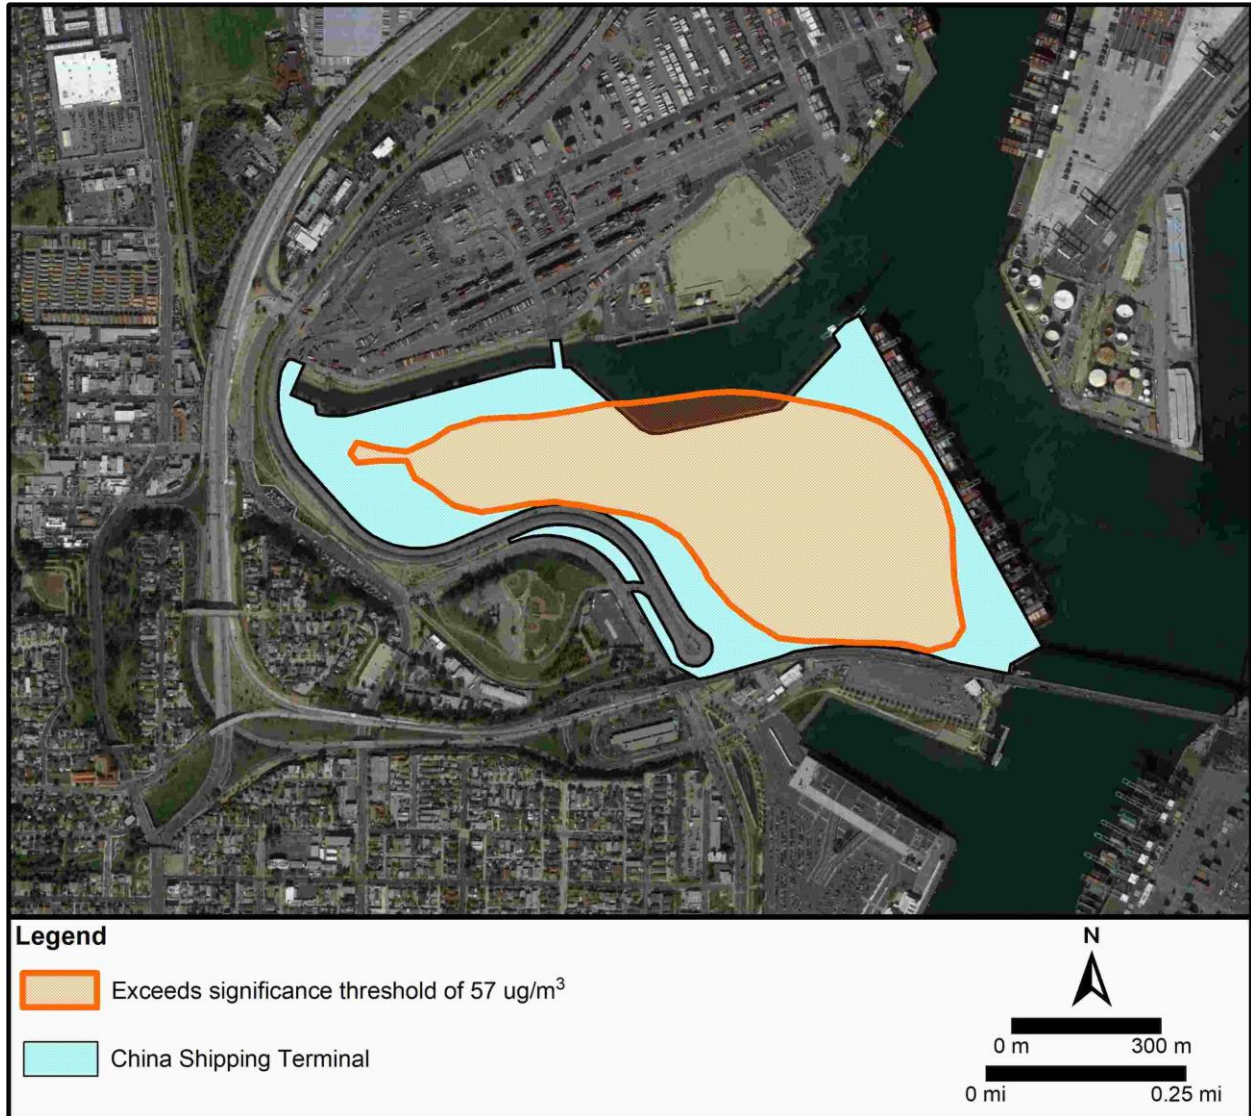 Legend
N
Exceeds significance threshold of 57 ug/m³
China Shipping Terminal
0 m 300 m
0 mi 0.25 mi